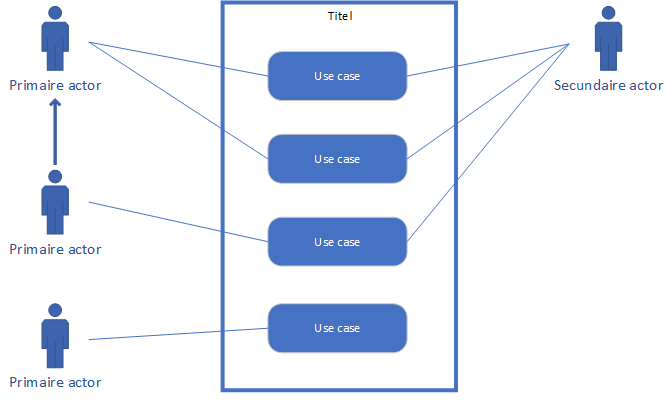 Titel
Primaire actor
Use case
Secundaire actor
Use case
Primaire actor
Use case
Use case
Primaire actor